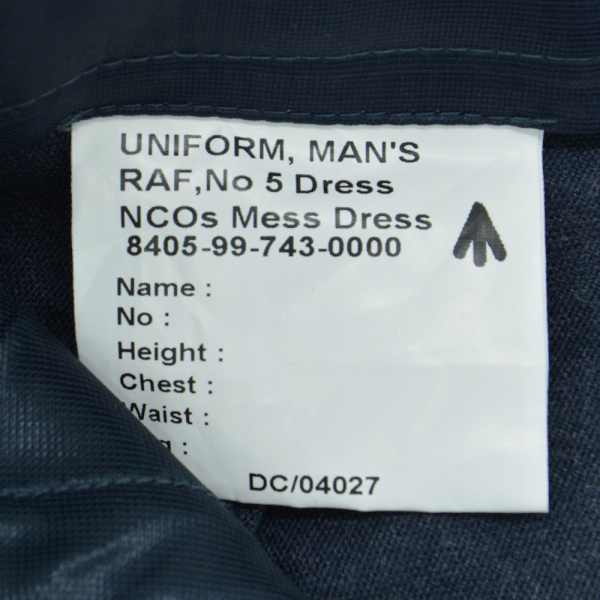 UNIFORM, MAN'S
RAF,No 5 Dress
NCOs Mess Dress
8405-99-743-0000
Name :
No :
Height :
Chest :
Waist :
DC/04027